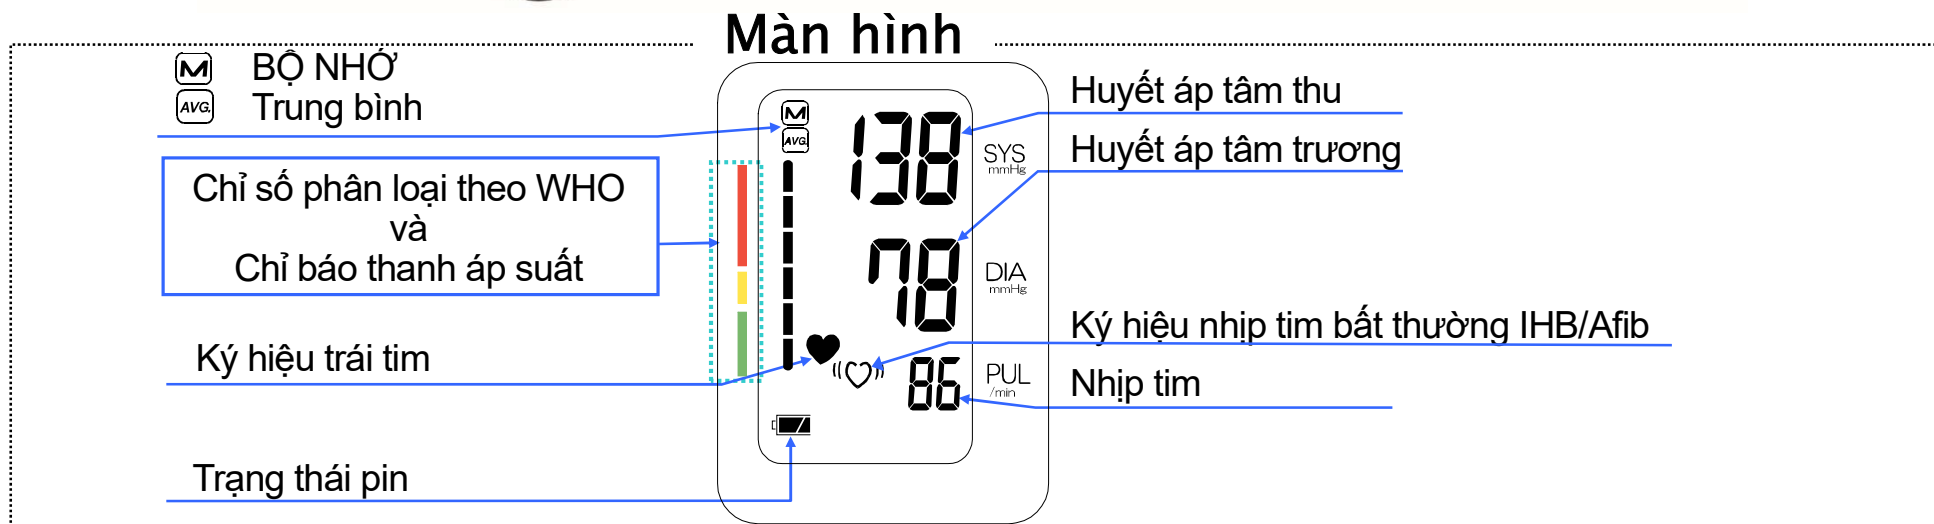 Màn hình
M BỘ NHỚ
AVG. Trung bình
Chỉ số phân loại theo WHO
và
Chỉ báo thanh áp suất
Ký hiệu trái tim
Trạng thái pin
M
AVG.
138
SYS
mmHg
78
DIA
mmHg
86
PUL
/min
Huyết áp tâm thu
Huyết áp tâm trương
Ký hiệu nhịp tim bất thường IHB/Afib
Nhịp tim